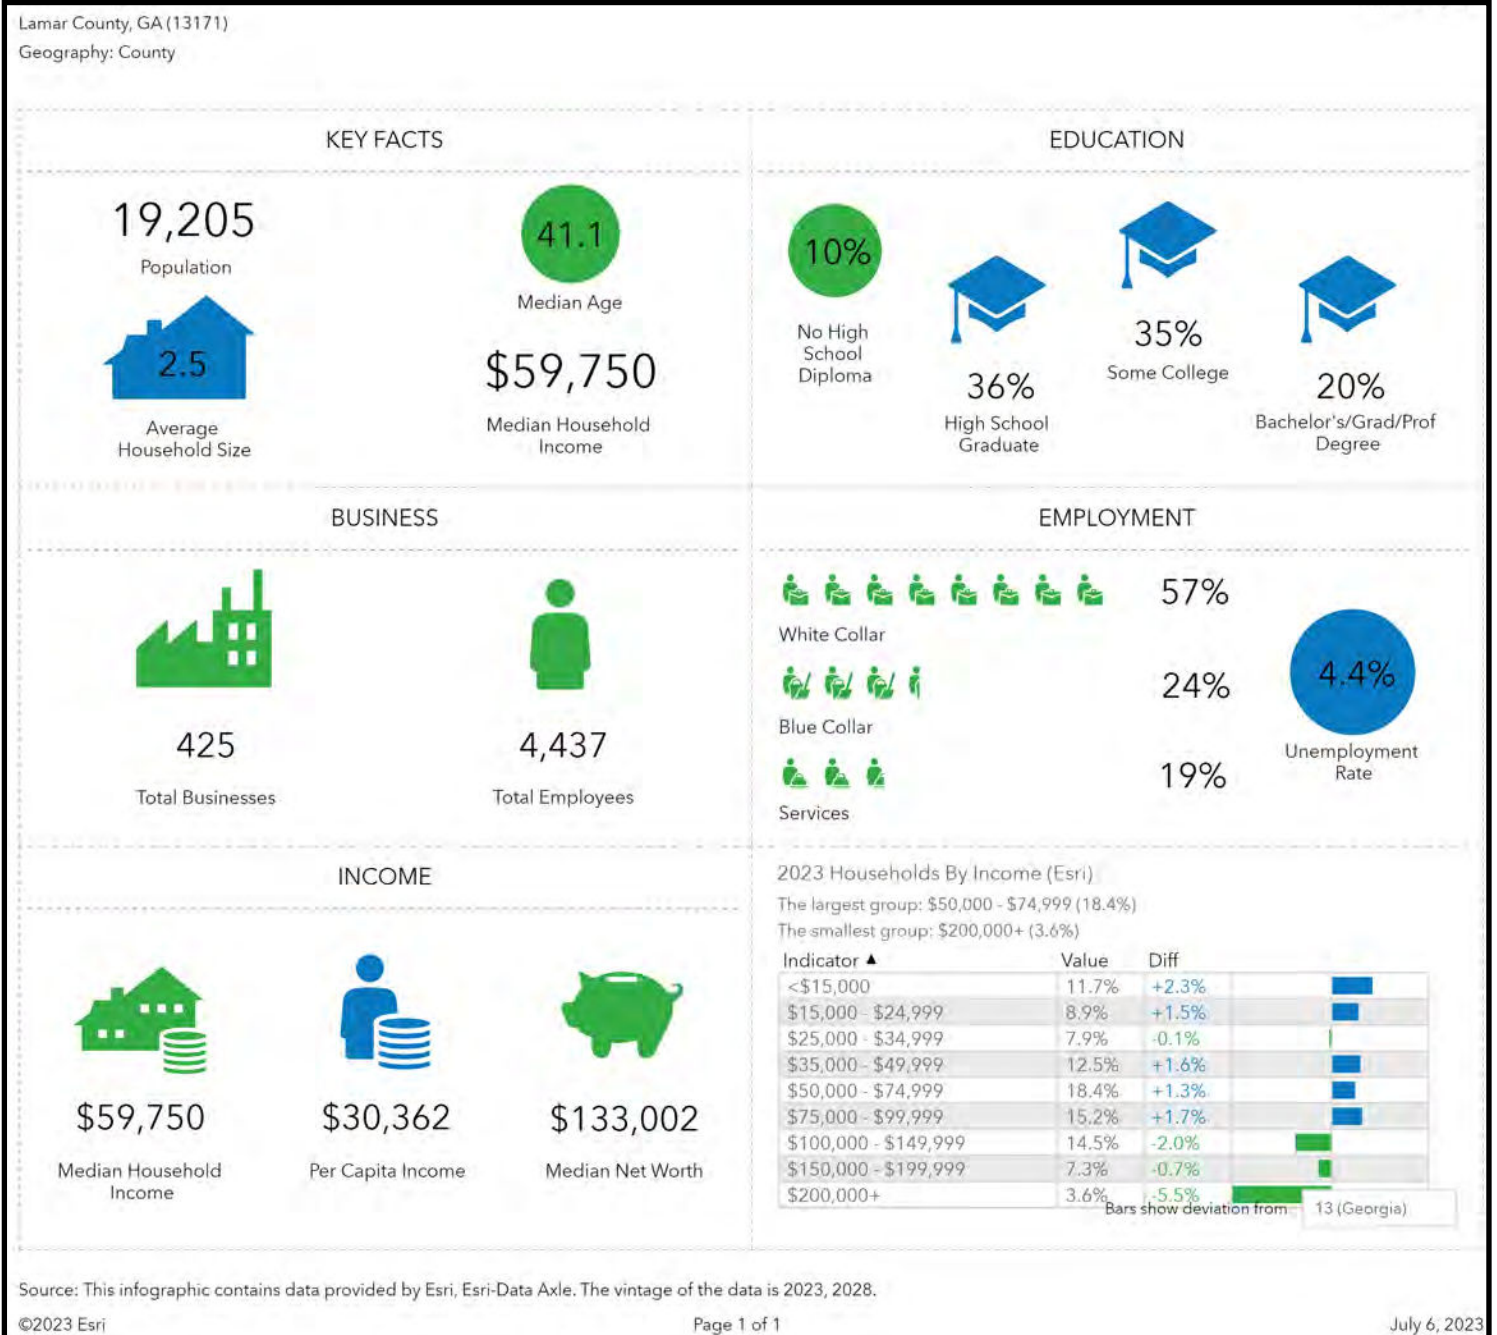 Lamar County, GA (13171)
Geography: County
KEY FACTS
19,205
Population
41.1
Median Age
2.5
Average
Household Size
$59,750
Median Household
Income
EDUCATION
10%
No High
School
Diploma
36%
High School
Graduate
35%
Some College
20%
Bachelor's/Grad/Prof
Degree
BUSINESS
425
Total Businesses
4,437
Total Employees
EMPLOYMENT
57%
White Collar
24%
Blue Collar
19%
Services
4.4%
Unemployment
Rate
INCOME
$59,750
Median Household
Income
$30,362
Per Capita Income
$133,002
Median Net Worth
2023 Households By Income (Esri)
The largest group: $50,000 - $74,999 (18.4%)
The smallest group: $200,000+ (3.6%)
Indicator ▲ Value Diff
<$15,000 11.7% +2.3%
$15,000 - $24,999 8.9% +1.5%
$25,000 - $34,999 7.9% -0.1%
$35,000 - $49,999 12.5% +1.6%
$50,000 - $74,999 18.4% +1.3%
$75,000 - $99,999 15.2% +1.7%
$100,000 - $149,999 14.5% -2.0%
$150,000 - $199,999 7.3% -0.7%
$200,000+ 3.6% -5.5%
Bars show deviation from 13 (Georgia)
Source: This infographic contains data provided by Esri, Esri-Data Axle. The vintage of the data is 2023, 2028.
©2023 Esri Page 1 of 1 July 6, 2023